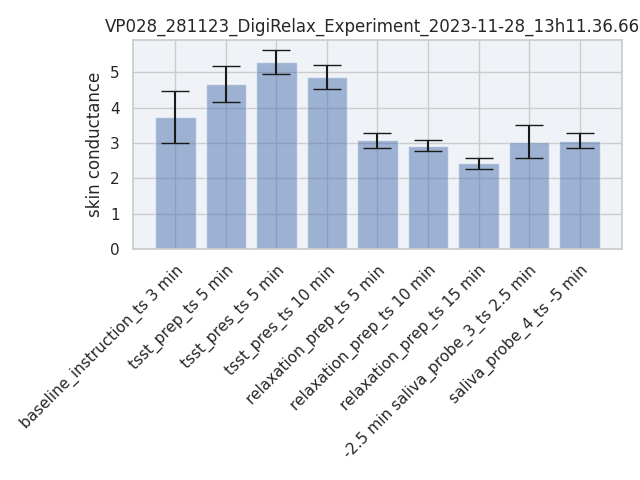 VP028_281123_DigiRelax_Experiment_2023-11-28_13h11.36.66
skin conductance
5
4
3
2
1
0
baseline_instruction_ts 3 min
tsst_prep_ts 5 min
tsst_pres_ts 5 min
tsst_pres_ts 10 min
relaxation_prep_ts 5 min
relaxation_prep_ts 10 min
relaxation_prep_ts 15 min
-2.5 min saliva_probe_3_ts 2.5 min
saliva_probe_4_ts -5 min